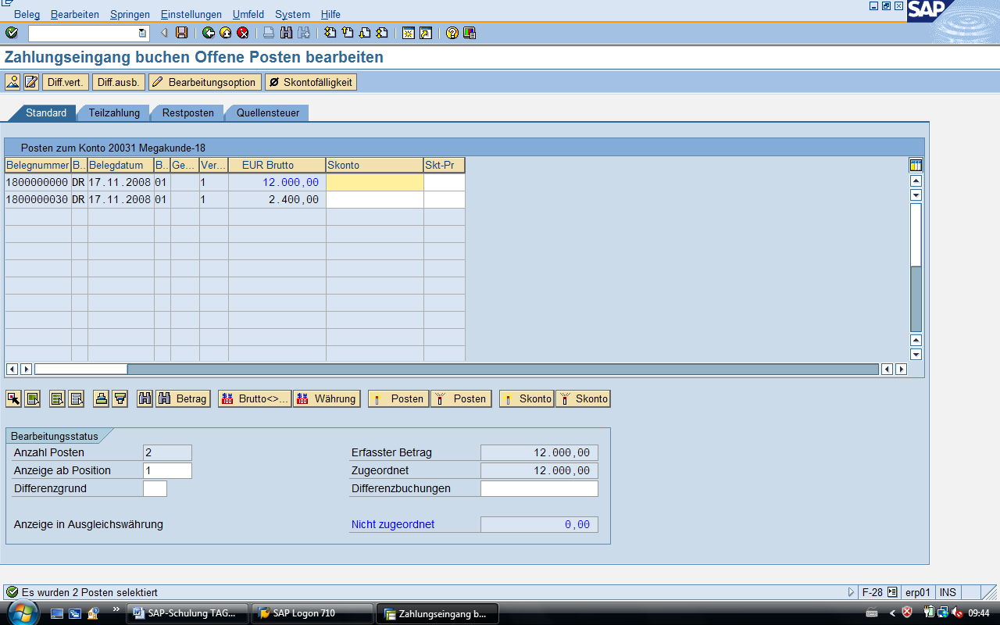 Beleg Bearbeiten Springen Einstellungen Umfeld System Hilfe
SAP
Zahlungseingang buchen Offene Posten bearbeiten
Diff.vert. Diff.ausb. Bearbeitungsoption Skontofälligkeit
Standard Teilzahlung Restposten Quellensteuer
Posten zum Konto 20031 Megakunde-18
Belegnummer B.. Belegdatum B.. Ge... Ver... EUR Brutto Skonto Skt-Pr
1800000000 DR 17.11.2008 01 1 12.000,00
1800000030 DR 17.11.2008 01 1 2.400,00
Betrag Brutto<>... Währung Posten Posten Skonto Skonto
Bearbeitungsstatus
Anzahl Posten 2 Erfasster Betrag 12.000,00
Anzeige ab Position 1 Zugeordnet 12.000,00
Differenzgrund Differenzbuchungen
Anzeige in Ausgleichswährung Nicht zugeordnet 0,00
Es wurden 2 Posten selektiert F-28 erp01 INS
SAP-Schulung TAG... SAP Logon 710 Zahlungseingang b... 09:44